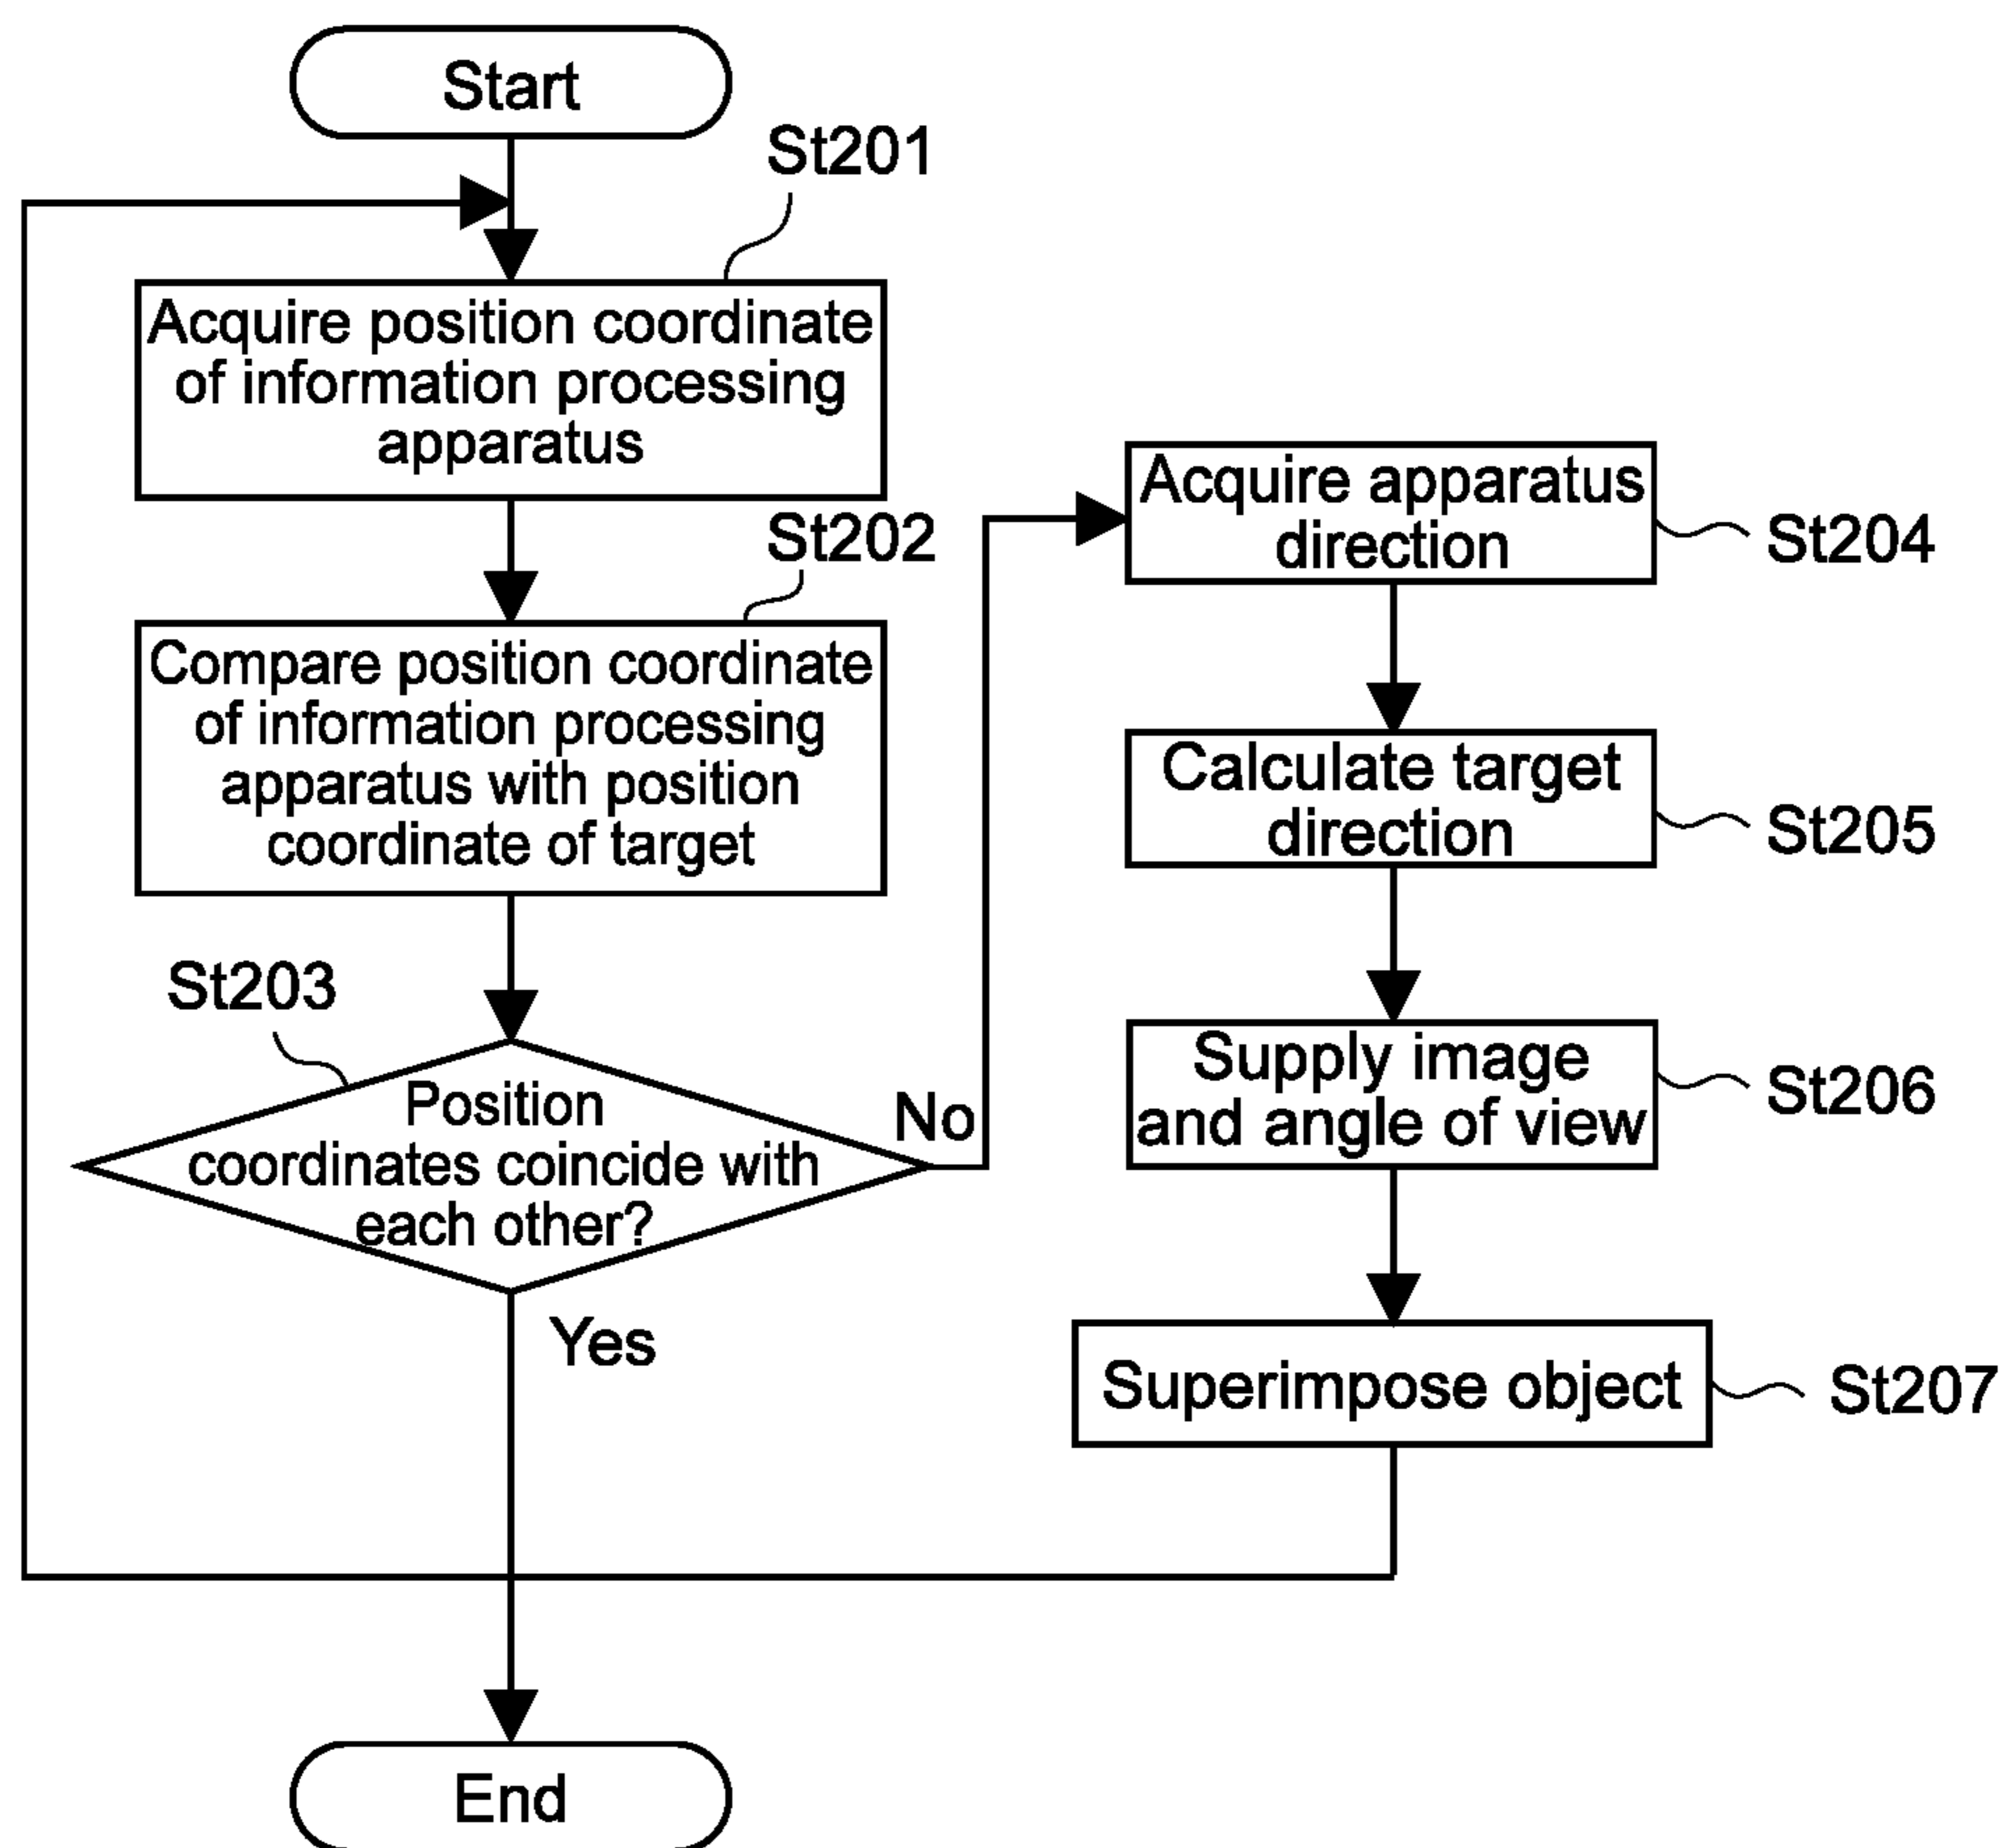 Start
St201
Acquire position coordinate
of information processing
apparatus
St202
Compare position coordinate
of information processing
apparatus with position
coordinate of target
St203
Position
coordinates coincide with
each other?
No
Yes
Acquire apparatus
direction
St204
Calculate target
direction
St205
Supply image
and angle of view
St206
Superimpose object
St207
End